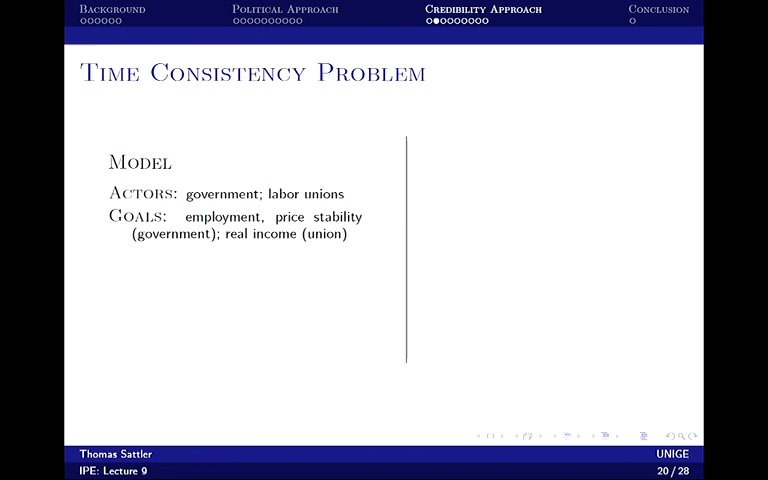 Background Political Approach Credibility Approach Conclusion
Time Consistency Problem
Model
Actors: government; labor unions
Goals: employment, price stability
(government); real income (union)
Thomas Sattler UNIGE
IPE: Lecture 9 20 / 28